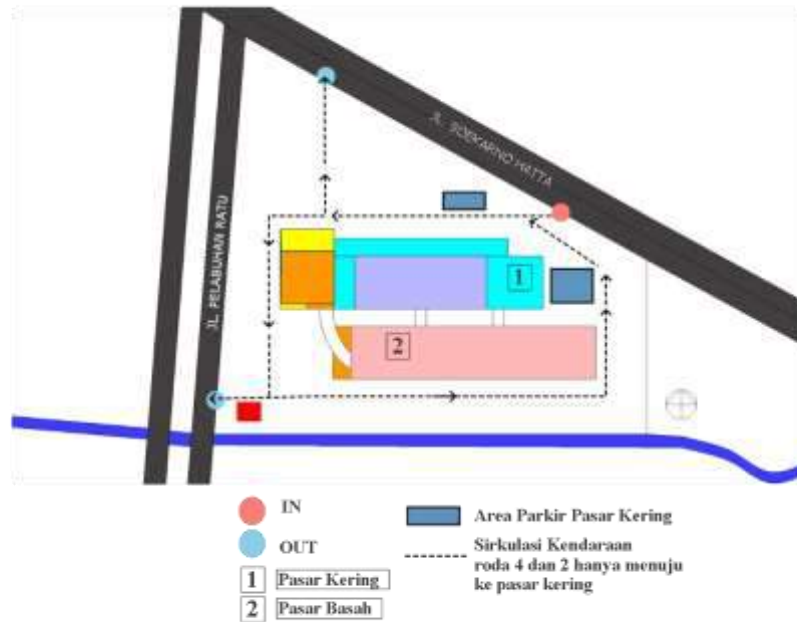 JL. SOEKARNO HATTA
JL. PELABUHAN RATU
1
2
IN
OUT
1 Pasar Kering
2 Pasar Basah
Area Parkir Pasar Kering
Sirkulasi Kendaraan
roda 4 dan 2 hanya menuju
ke pasar kering